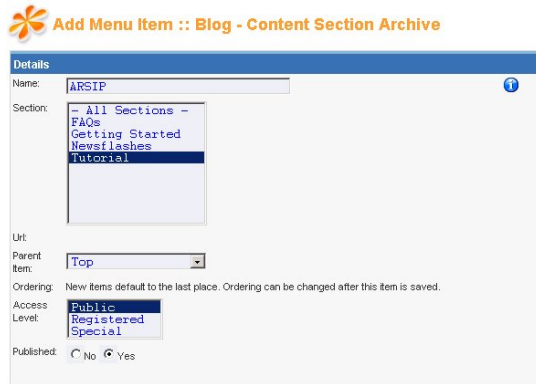 Add Menu Item :: Blog - Content Section Archive
Details
Name: ARSIP
Section: - All Sections -
FAQs
Getting Started
Newsflashes
Tutorial
Url:
Parent Item: Top
Ordering: New items default to the last place. Ordering can be changed after this item is saved.
Access Level: Public
Registered
Special
Published: No Yes